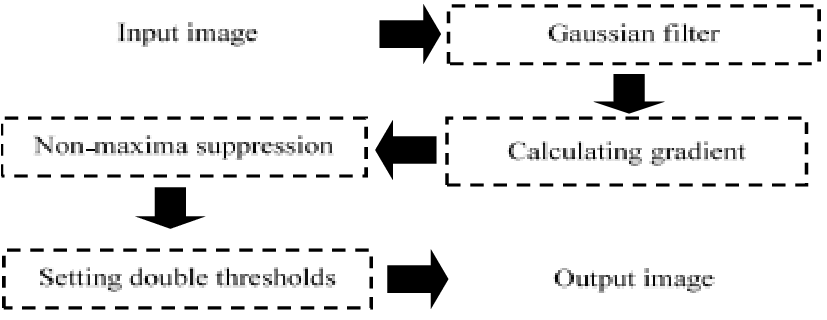 Input image
Gaussian filter
Calculating gradient
Non-maxima suppression
Setting double thresholds
Output image